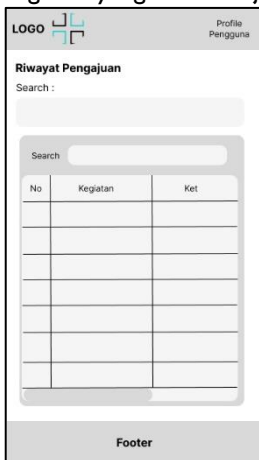 LOGO
Profile
Pengguna
Riwayat Pengajuan
Search :
Search
No Kegiatan Ket
Footer